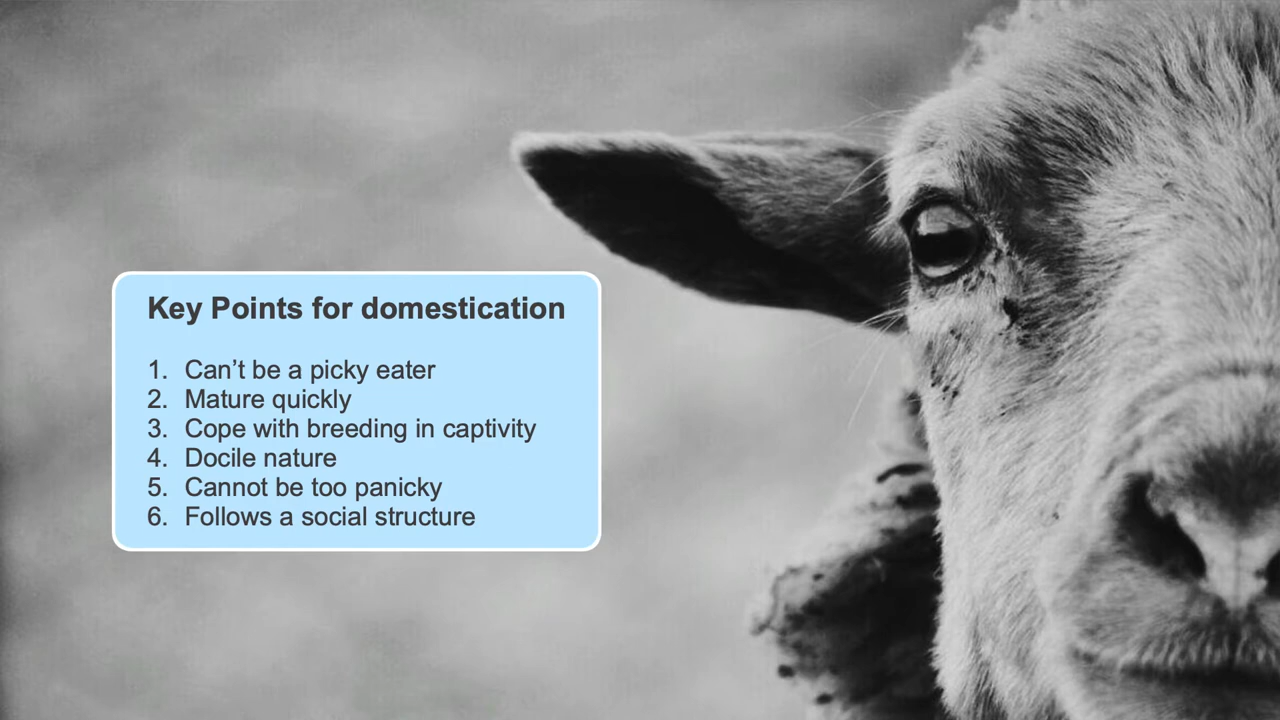 Key Points for domestication
1. Can’t be a picky eater
2. Mature quickly
3. Cope with breeding in captivity
4. Docile nature
5. Cannot be too panicky
6. Follows a social structure